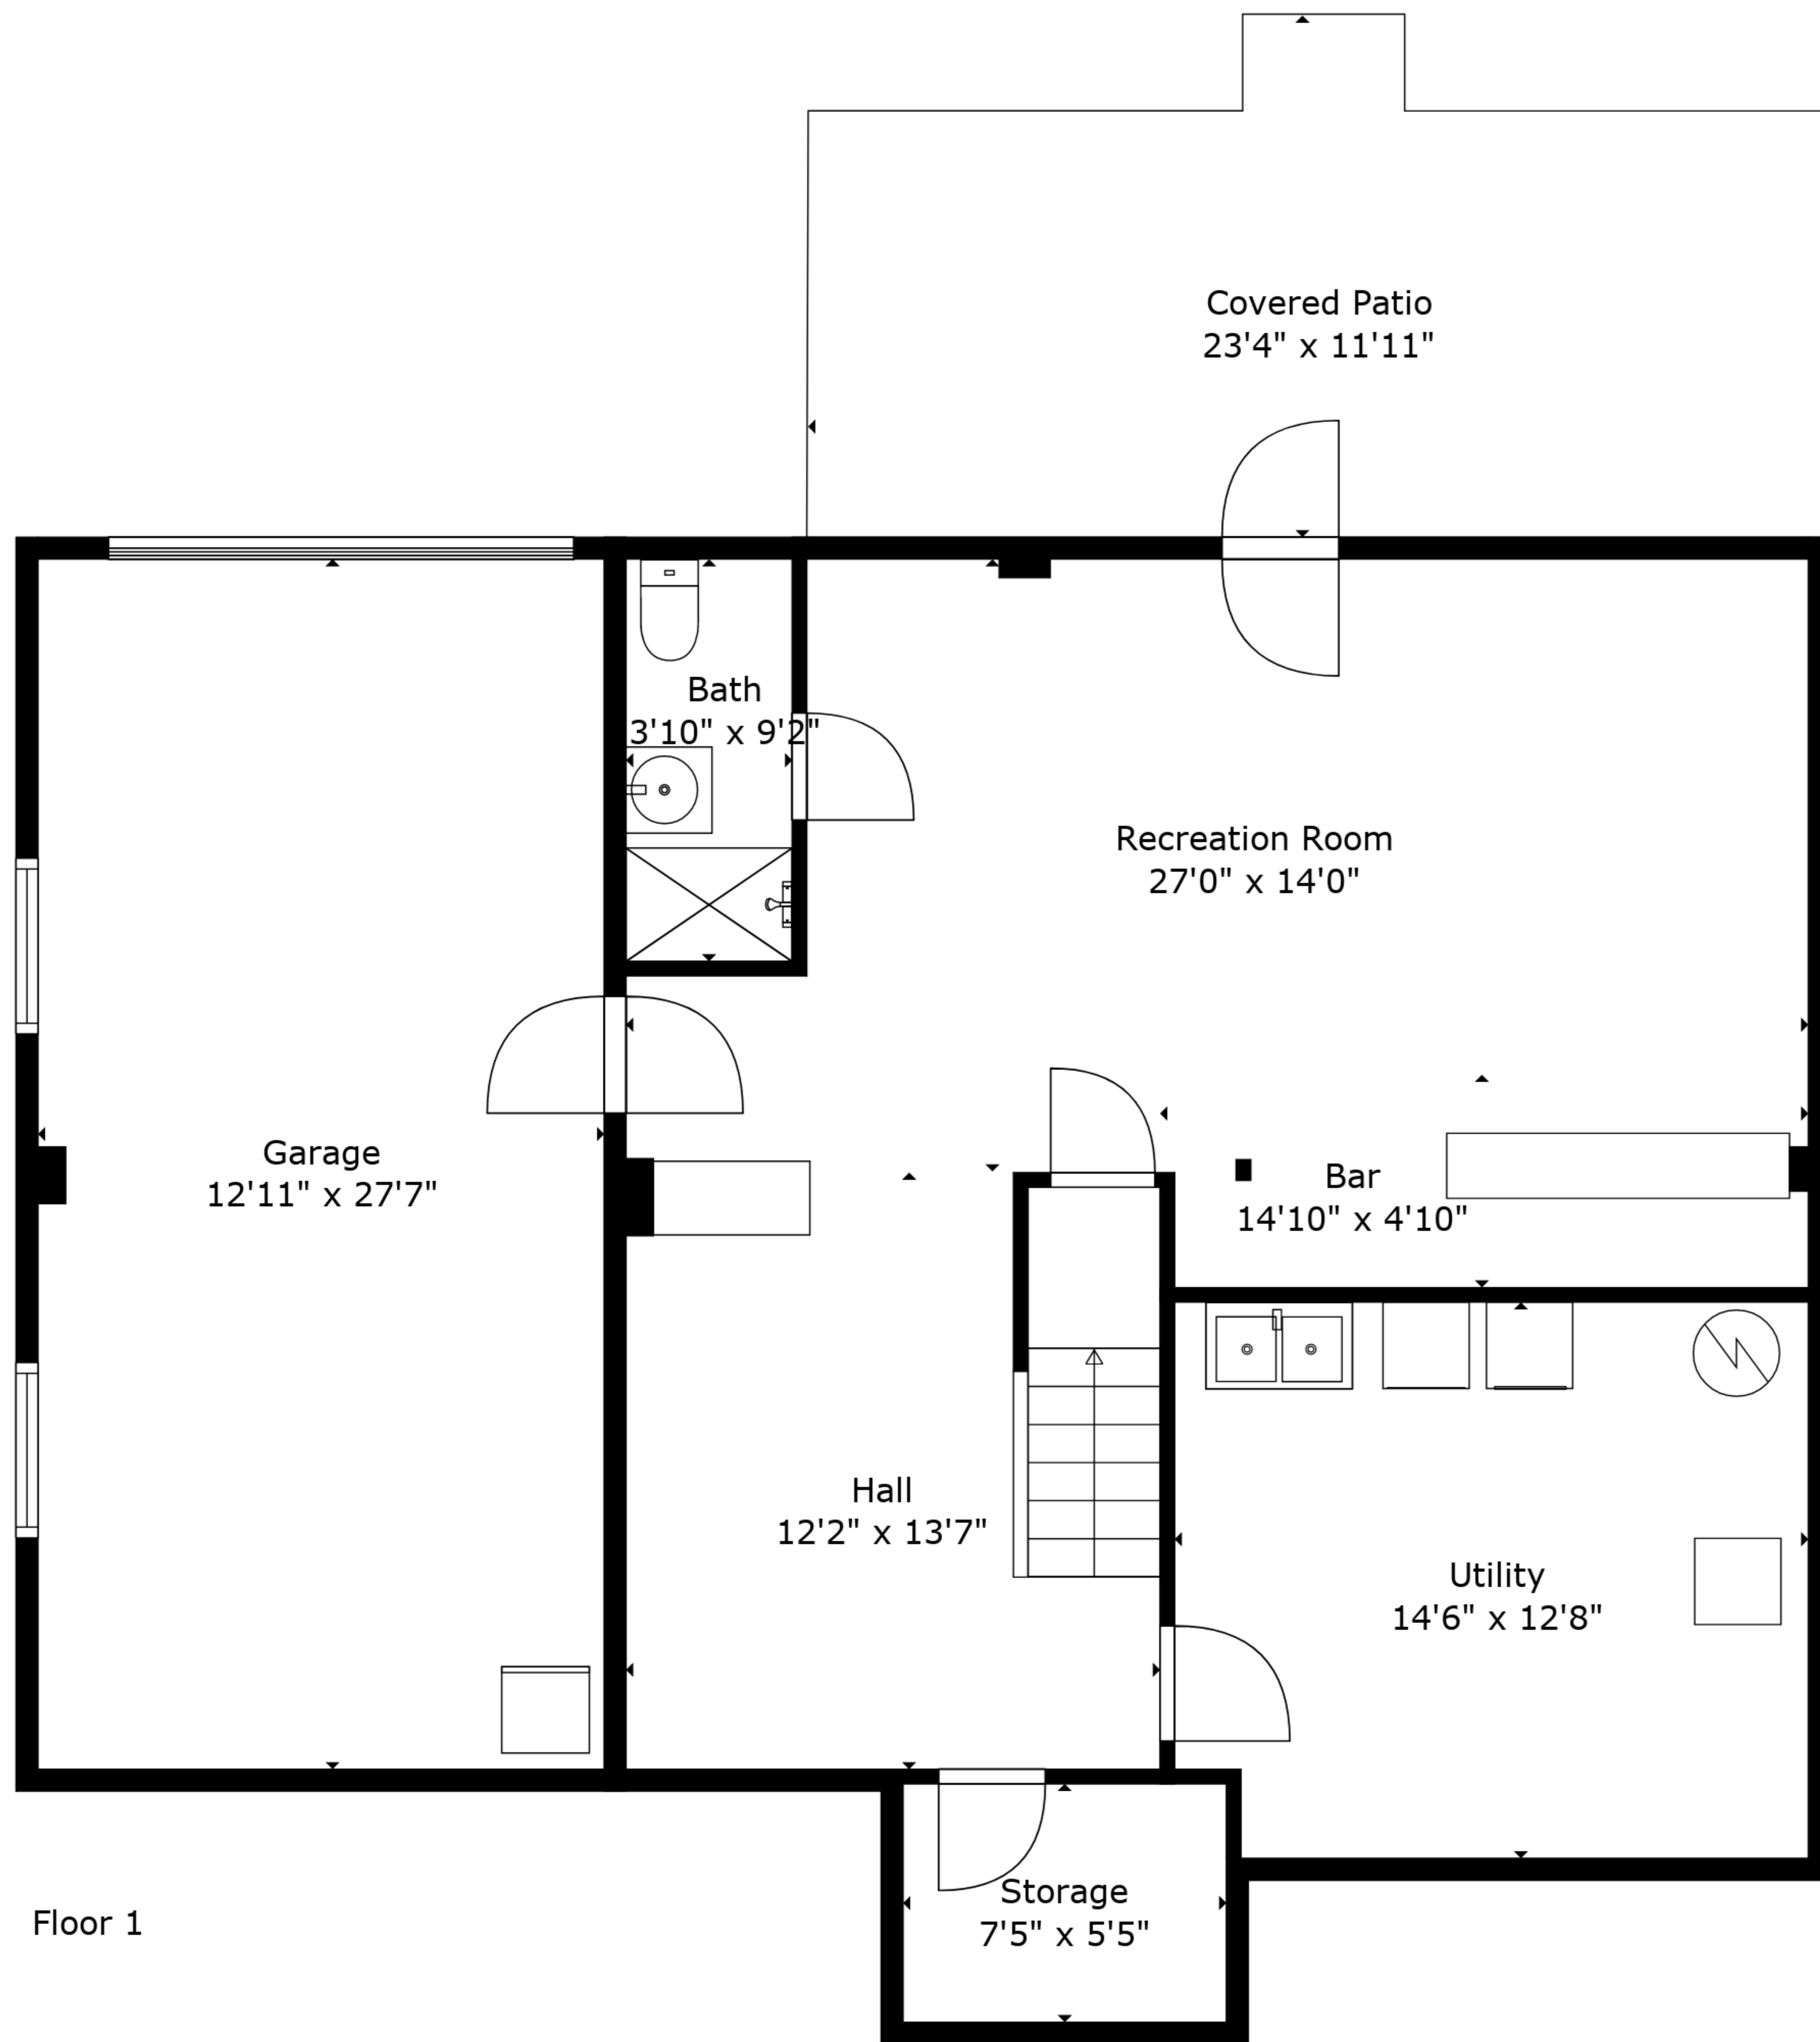 Covered Patio
23'4" x 11'11"
Bath
3'10" x 9'2"
Recreation Room
27'0" x 14'0"
Garage
12'11" x 27'7"
Bar
14'10" x 4'10"
Hall
12'2" x 13'7"
Utility
14'6" x 12'8"
Storage
7'5" x 5'5"
Floor 1